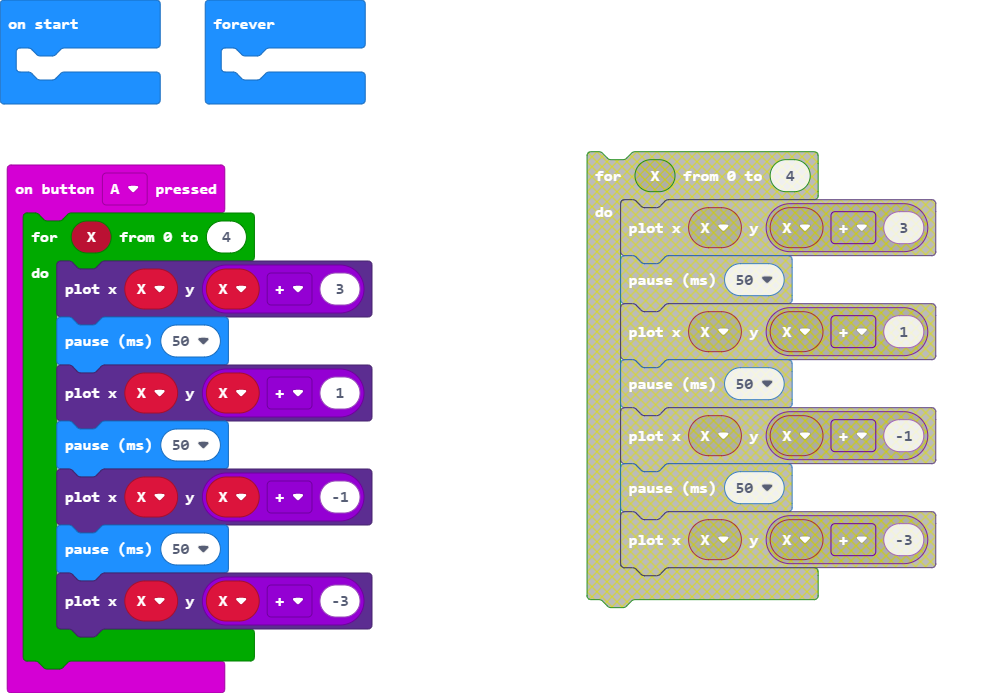 on start
forever
on button A pressed
for X from 0 to 4
do
plot x X y X + 3
pause (ms) 50
plot x X y X + 1
pause (ms) 50
plot x X y X + -1
pause (ms) 50
plot x X y X + -3
for X from 0 to 4
do
plot x X y X + 3
pause (ms) 50
plot x X y X + 1
pause (ms) 50
plot x X y X + -1
pause (ms) 50
plot x X y X + -3